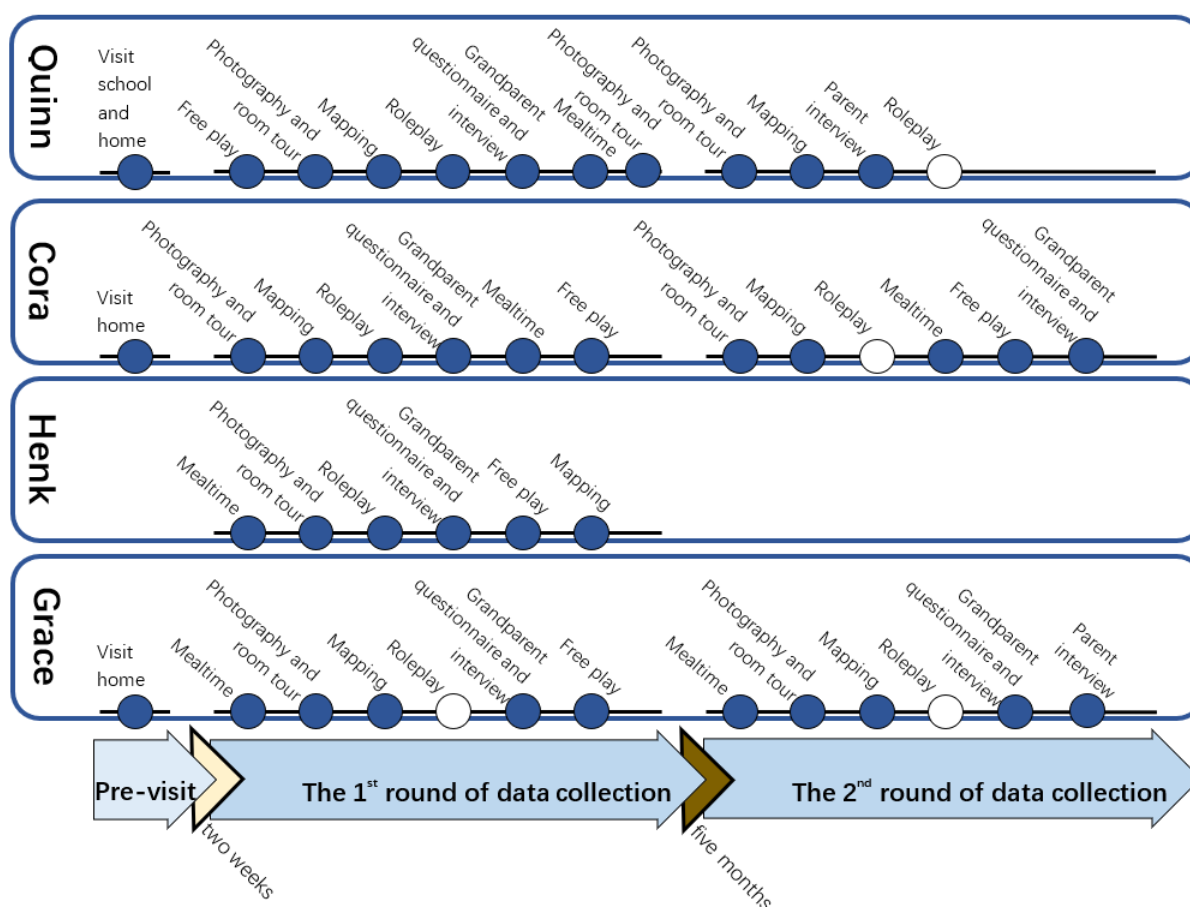 Quinn
Visit
school
and
home
Free play
Photography and
room tour
Mapping
Roleplay
Grandparent
questionnaire and
interview
Mealtime
Photography and
room tour
Photography and
room tour
Mapping
Parent
interview
Roleplay
Cora
Visit
home
Photography and
room tour
Mapping
Roleplay
Grandparent
questionnaire and
interview
Mealtime
Free play
Photography and
room tour
Mapping
Roleplay
Mealtime
Free play
Grandparent
questionnaire and
interview
Henk
Mealtime
Photography and
room tour
Roleplay
Grandparent
questionnaire and
interview
Free play
Mapping
Grace
Visit
home
Mealtime
Photography and
room tour
Mapping
Roleplay
Grandparent
questionnaire and
interview
Free play
Mealtime
Photography and
room tour
Mapping
Roleplay
Grandparent
questionnaire and
interview
Parent
interview
Pre-visit
The 1st round of data collection
The 2nd round of data collection
two weeks
five months